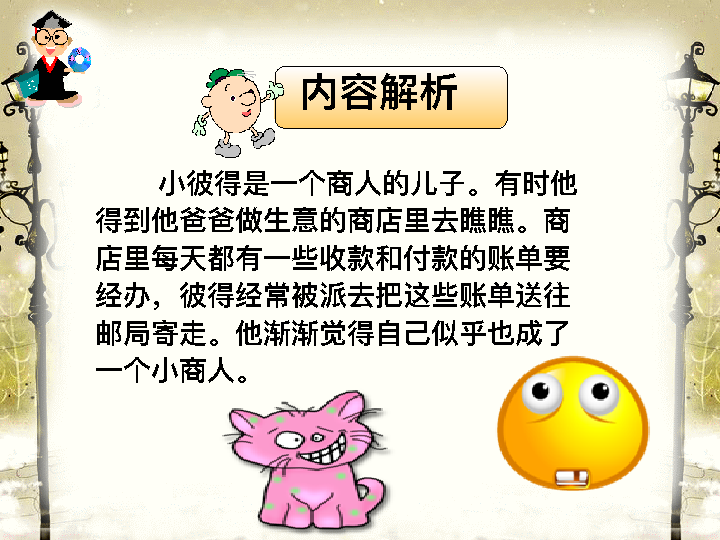 内容解析
小彼得是一个商人的儿子。有时他
得到他爸爸做生意的商店里去瞧瞧。商
店里每天都有一些收款和付款的账单要
经办，彼得经常被派去把这些账单送往
邮局寄走。他渐渐觉得自己似乎也成了
一个小商人。